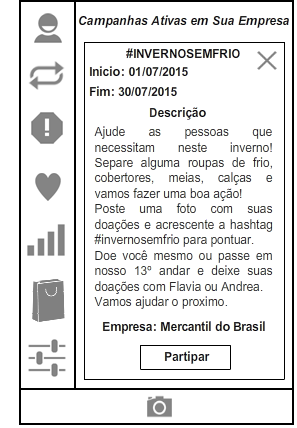 Campanhas Ativas em Sua Empresa
#INVERNOSEMFRIO
Inicio: 01/07/2015
Fim: 30/07/2015
Descrição
Ajude as pessoas que
necessitam neste inverno!
Separe alguma roupas de frio,
cobertores, meias, calças e
vamos fazer uma boa ação!
Poste uma foto com suas
doações e acrescente a hashtag
#invernosemfrio para pontuar.
Doe você mesmo ou passe em
nosso 13º andar e deixe suas
doações com Flavia ou Andrea.
Vamos ajudar o proximo.
Empresa: Mercantil do Brasil
Partipar